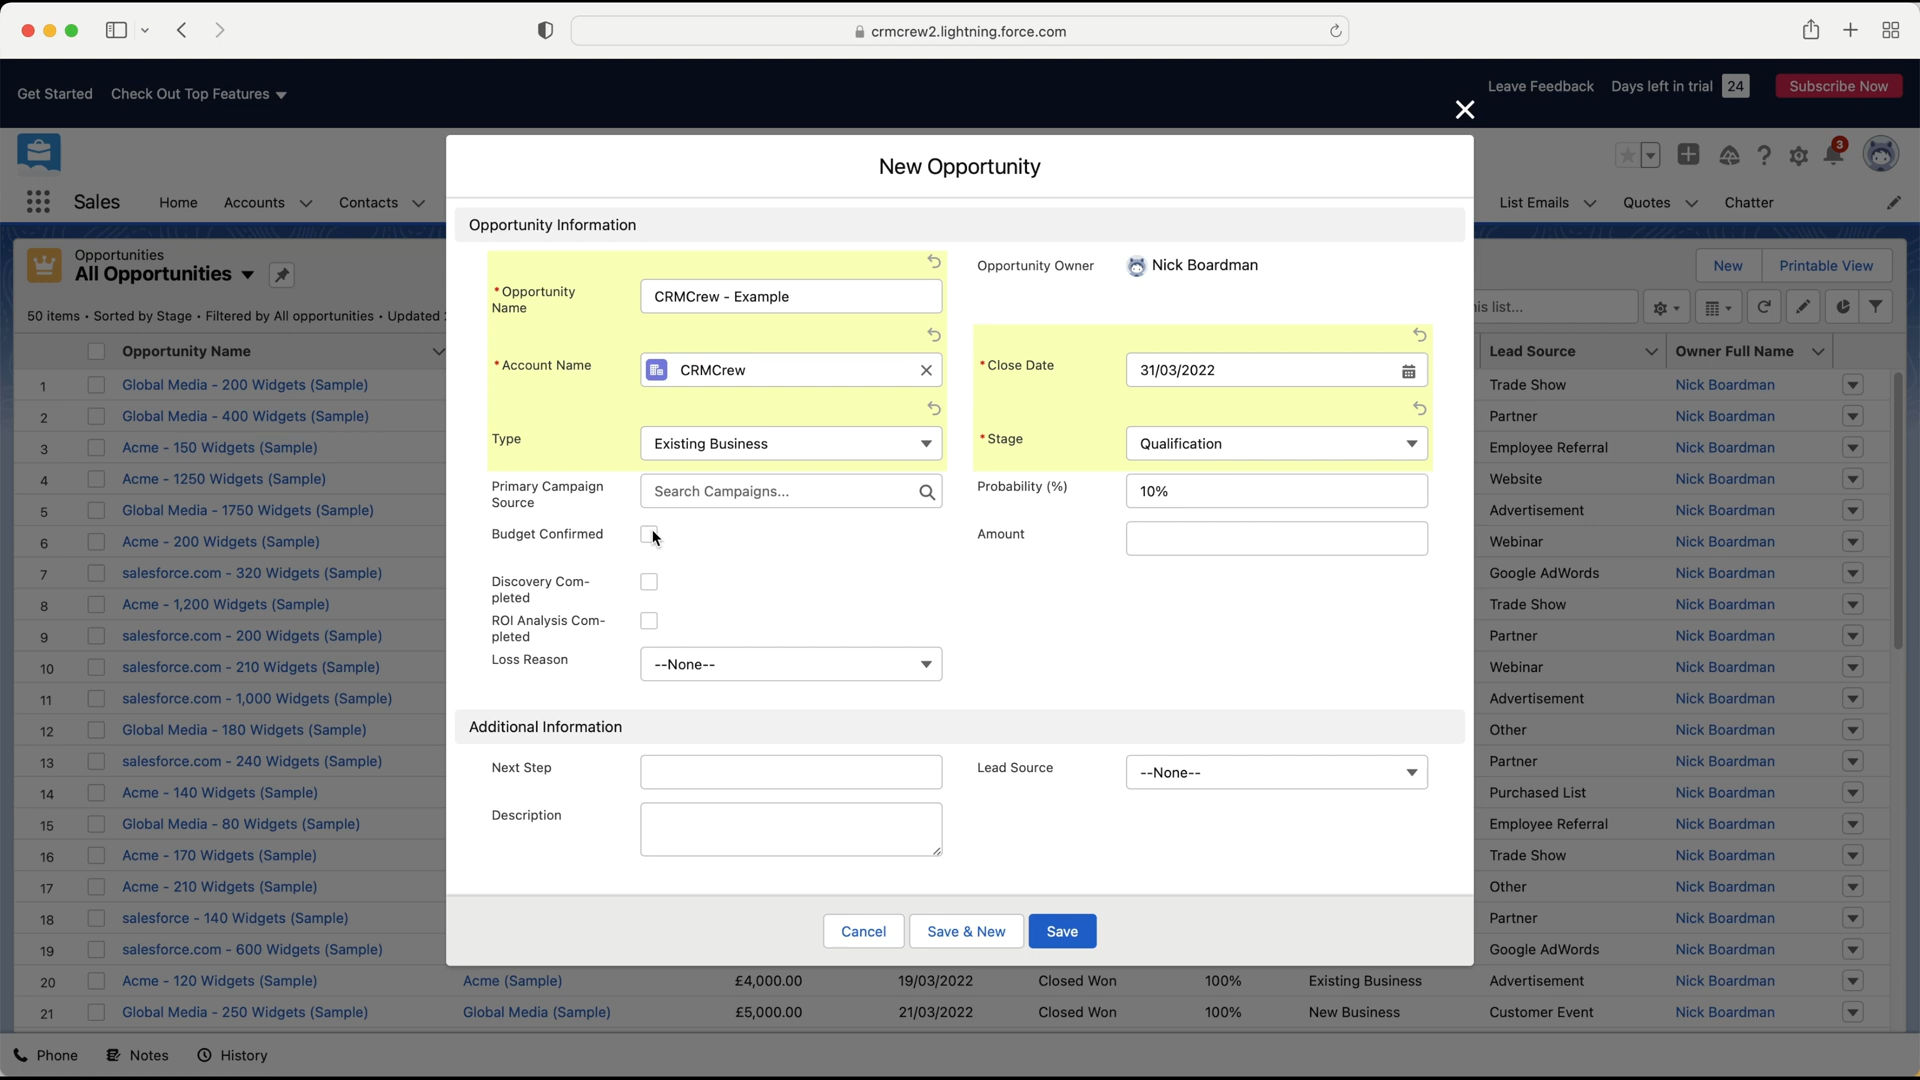 crmcrew2.lightning.force.com
Get Started
Check Out Top Features
Leave Feedback
Days left in trial 24
Subscribe Now
3
Sales
Home
Accounts
Contacts
List Emails
Quotes
Chatter
New Opportunity
Opportunities
All Opportunities
50 items • Sorted by Stage • Filtered by All opportunities • Updated
New
Printable View
his list...
Opportunity Name
Lead Source
Owner Full Name
1 Global Media - 200 Widgets (Sample) Trade Show Nick Boardman
2 Global Media - 400 Widgets (Sample) Partner Nick Boardman
3 Acme - 150 Widgets (Sample) Employee Referral Nick Boardman
4 Acme - 1250 Widgets (Sample) Website Nick Boardman
5 Global Media - 1750 Widgets (Sample) Advertisement Nick Boardman
6 Acme - 200 Widgets (Sample) Webinar Nick Boardman
7 salesforce.com - 320 Widgets (Sample) Google AdWords Nick Boardman
8 Acme - 1,200 Widgets (Sample) Trade Show Nick Boardman
9 salesforce.com - 200 Widgets (Sample) Partner Nick Boardman
10 salesforce.com - 210 Widgets (Sample) Webinar Nick Boardman
11 salesforce.com - 1,000 Widgets (Sample) Advertisement Nick Boardman
12 Global Media - 180 Widgets (Sample) Other Nick Boardman
13 salesforce.com - 240 Widgets (Sample) Partner Nick Boardman
14 Acme - 140 Widgets (Sample) Purchased List Nick Boardman
15 Global Media - 80 Widgets (Sample) Employee Referral Nick Boardman
16 Acme - 170 Widgets (Sample) Trade Show Nick Boardman
17 Acme - 210 Widgets (Sample) Other Nick Boardman
18 salesforce - 140 Widgets (Sample) Partner Nick Boardman
19 salesforce.com - 600 Widgets (Sample) Google AdWords Nick Boardman
20 Acme - 120 Widgets (Sample) Acme (Sample) £4,000.00 19/03/2022 Closed Won 100% Existing Business Advertisement Nick Boardman
21 Global Media - 250 Widgets (Sample) Global Media (Sample) £5,000.00 21/03/2022 Closed Won 100% New Business Customer Event Nick Boardman
Opportunity Information
*Opportunity
Name
CRMCrew - Example
Opportunity Owner
Nick Boardman
*Account Name
CRMCrew
*Close Date
31/03/2022
Type
Existing Business
*Stage
Qualification
Primary Campaign
Source
Search Campaigns...
Probability (%)
10%
Budget Confirmed
Amount
Discovery Com-
pleted
ROI Analysis Com-
pleted
Loss Reason
--None--
Additional Information
Next Step
Lead Source
--None--
Description
Cancel
Save & New
Save
Phone
Notes
History